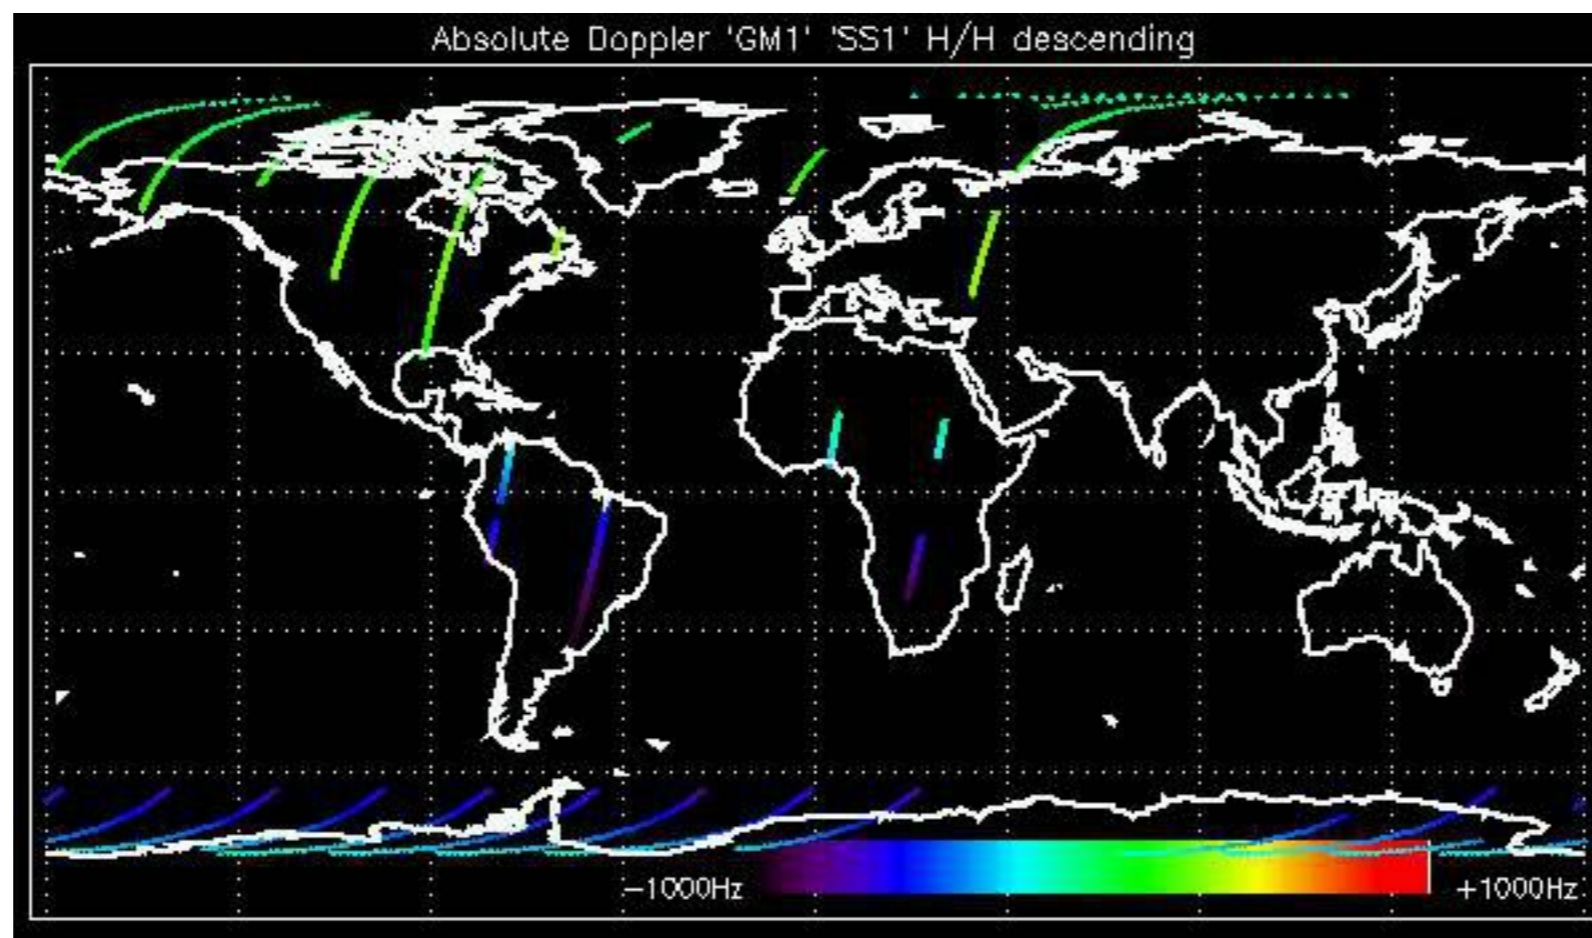 Absolute Doppler 'GM1' 'SS1' H/H descending
-1000Hz
+1000Hz